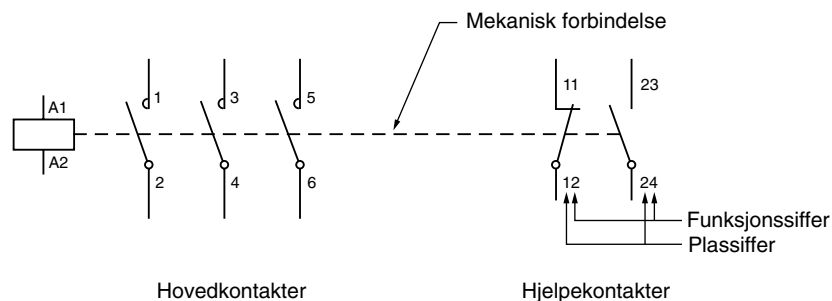 Mekanisk forbindelse
1 3 5 11 23
A1
A2
2 4 6 12 24
Funksjonssiffer
Plassiffer
Hovedkontakter Hjelpekontakter